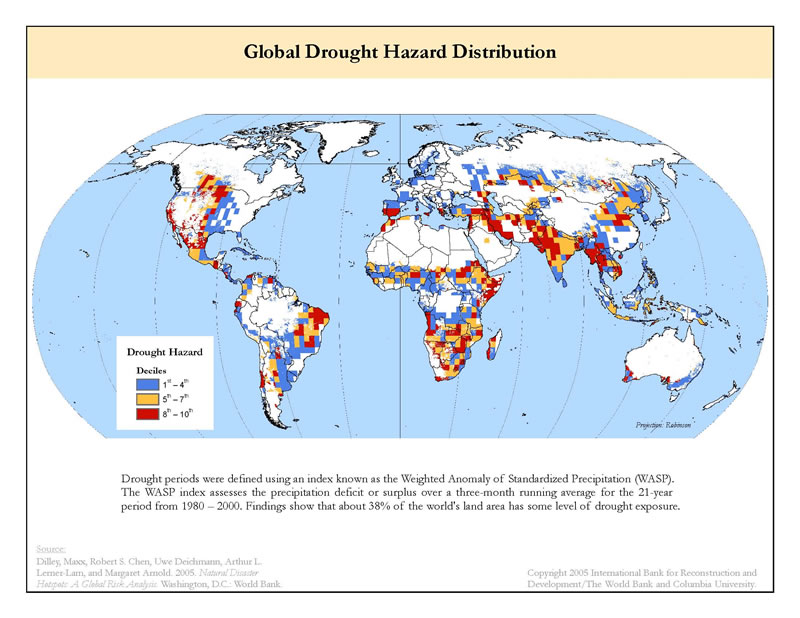 Global Drought Hazard Distribution
Drought Hazard
Deciles
1st – 4th
5th – 7th
8th – 10th
Projection: Robinson
Drought periods were defined using an index known as the Weighted Anomaly of Standardized Precipitation (WASP).
The WASP index assesses the precipitation deficit or surplus over a three-month running average for the 21-year
period from 1980 – 2000. Findings show that about 38% of the world's land area has some level of drought exposure.
Source:
Dilley, Maxx, Robert S. Chen, Uwe Deichmann, Arthur L.
Lerner-Lam, and Margaret Arnold. 2005. Natural Disaster
Hotspots: A Global Risk Analysis. Washington, D.C.: World Bank.
Copyright 2005 International Bank for Reconstruction and
Development/The World Bank and Columbia University.